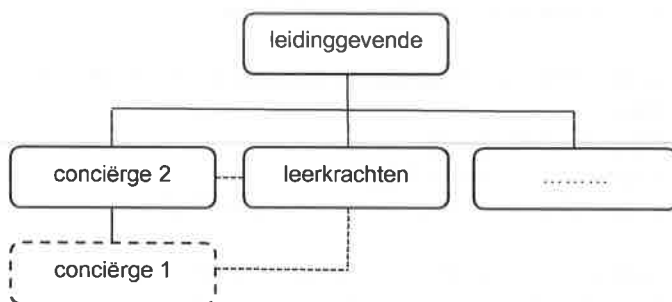 leidinggevende
conciërge 2
leerkrachten
.........
conciërge 1